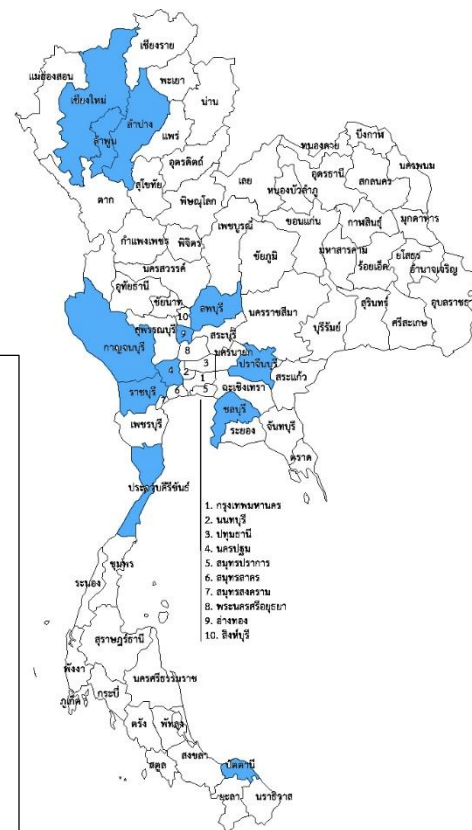 เชียงราย
แม่ฮ่องสอน
พะเยา
เชียงใหม่
น่าน
ลำปาง
ลำพูน
แพร่
บึงกาฬ
อุตรดิตถ์
เลย
อุดรธานี
นครพนม
สกลนคร
หนองบัวลำภู
สุโขทัย
ตาก
พิษณุโลก
ขอนแก่น
กาฬสินธุ์
มุกดาหาร
เพชรบูรณ์
กำแพงเพชร
พิจิตร
ชัยภูมิ
มหาสารคาม
ร้อยเอ็ด
ยโสธร
อำนาจเจริญ
นครสวรรค์
อุทัยธานี
ชัยนาท
ลพบุรี
นครราชสีมา
บุรีรัมย์
สุรินทร์
ศรีสะเกษ
อุบลราชธานี
10
สุพรรณบุรี
9
สระบุรี
กาญจนบุรี
8
นครนายก
ปราจีนบุรี
3
4
2
1
สระแก้ว
ราชบุรี
6
5
ฉะเชิงเทรา
ชลบุรี
เพชรบุรี
ระยอง
จันทบุรี
ตราด
ประจวบคีรีขันธ์
1. กรุงเทพมหานคร
2. นนทบุรี
3. ปทุมธานี
4. นครปฐม
5. สมุทรปราการ
6. สมุทรสาคร
7. สมุทรสงคราม
8. พระนครศรีอยุธยา
9. อ่างทอง
10. สิงห์บุรี
ชุมพร
ระนอง
สุราษฎร์ธานี
พังงา
นครศรีธรรมราช
กระบี่
ภูเก็ต
ตรัง
พัทลุง
สงขลา
สตูล
ปัตตานี
ยะลา
นราธิวาส